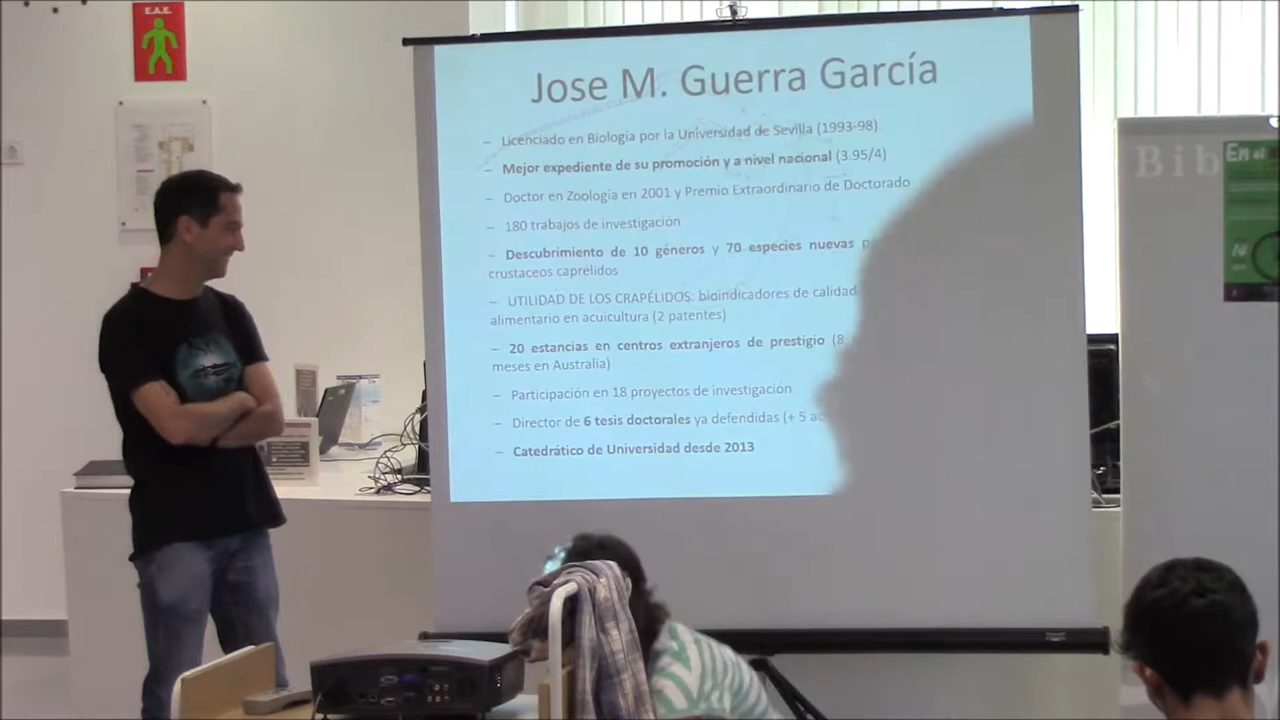 E.A.E.
Jose M. Guerra García
– Licenciado en Biología por la Universidad de Sevilla (1993-98)
– Mejor expediente de su promoción y a nivel nacional (3.95/4)
– Doctor en Zoología en 2001 y Premio Extraordinario de Doctorado
– 180 trabajos de investigación
– Descubrimiento de 10 géneros y 70 especies nuevas
crustaceos caprelidos
– UTILIDAD DE LOS CRAPÉLIDOS: bioindicadores de calidad
alimentario en acuicultura (2 patentes)
– 20 estancias en centros extranjeros de prestigio (8
meses en Australia)
– Participación en 18 proyectos de investigación
– Director de 6 tesis doctorales ya defendidas (+ 5
– Catedrático de Universidad desde 2013
Bib
En el